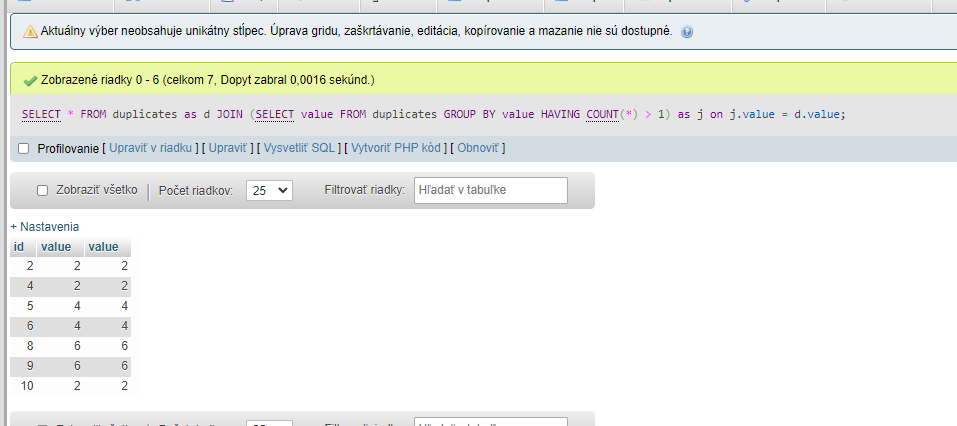 Aktuálny výber neobsahuje unikátny stĺpec. Úprava gridu, zaškrtávanie, editácia, kopírovanie a mazanie nie sú dostupné.
Zobrazené riadky 0 - 6 (celkom 7, Dopyt zabral 0,0016 sekúnd.)
SELECT * FROM duplicates as d JOIN (SELECT value FROM duplicates GROUP BY value HAVING COUNT(*) > 1) as j on j.value = d.value;
Profilovanie [ Upraviť v riadku ] [ Upraviť ] [ Vysvetliť SQL ] [ Vytvoriť PHP kód ] [ Obnoviť ]
Zobraziť všetko | Počet riadkov: 25 Filtrovať riadky: Hľadať v tabuľke
+ Nastavenia
id value value
2 2 2
4 2 2
5 4 4
6 4 4
8 6 6
9 6 6
10 2 2